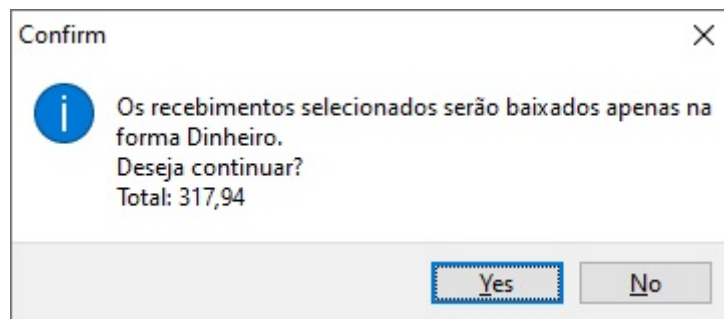 Confirm
Os recebimentos selecionados serão baixados apenas na
forma Dinheiro.
Deseja continuar?
Total: 317,94
Yes
No